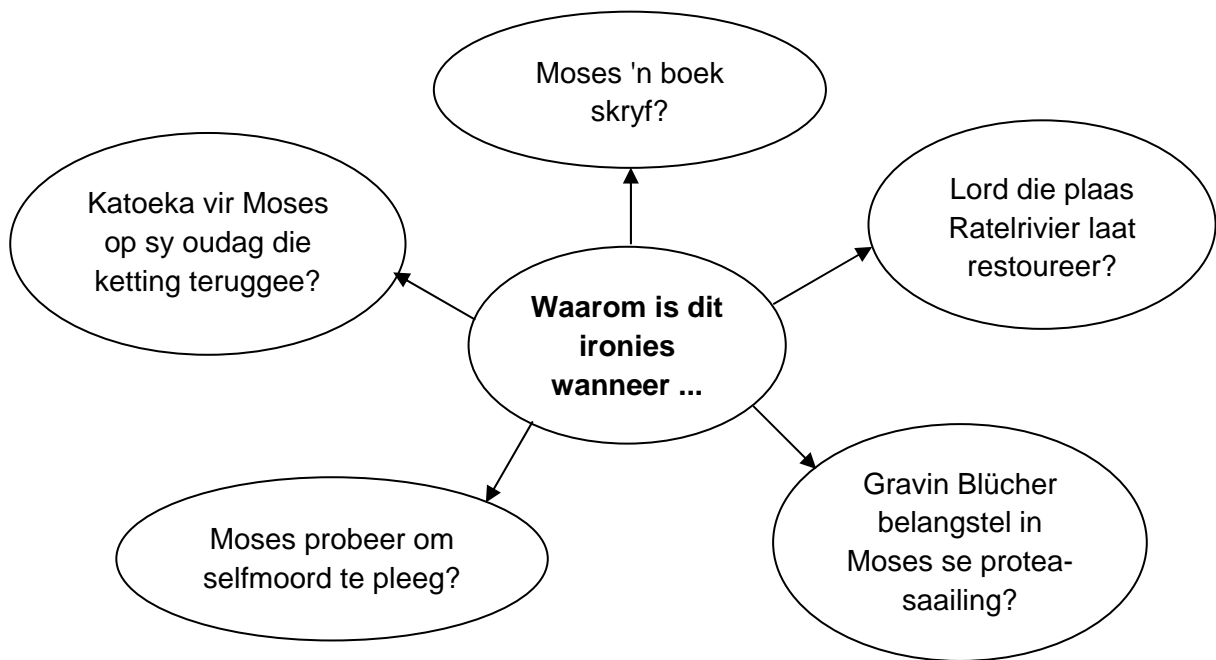 Moses 'n boek
skryf?
Katoeka vir Moses
op sy oudag die
ketting teruggee?
Lord die plaas
Ratelrivier laat
restoureer?
Waarom is dit
ironies
wanneer ...
Moses probeer om
selfmoord te pleeg?
Gravin Blücher
belangstel in
Moses se protea-
saailing?